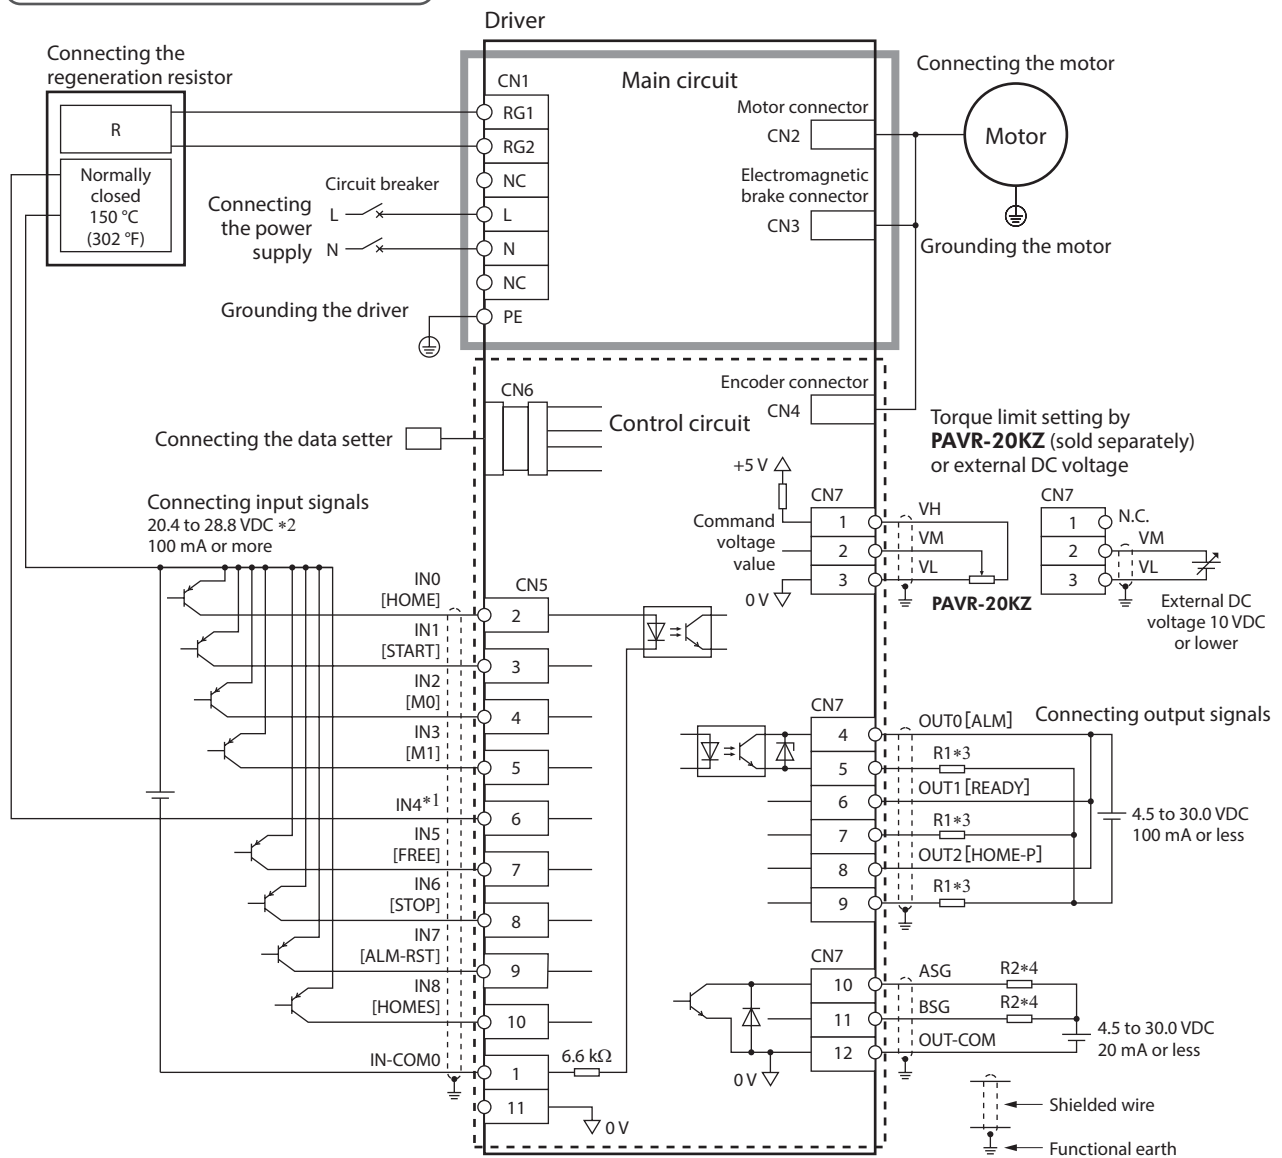 Driver
Connecting the
regeneration resistor
R
Normally
closed
150 °C
(302 °F)
Circuit breaker
Connecting
the power
supply
L
N
Grounding the driver
CN1
RG1
RG2
NC
L
N
NC
PE
Main circuit
Motor connector
CN2
Electromagnetic
brake connector
CN3
Connecting the motor
Motor
Grounding the motor
CN6
Connecting the data setter
Control circuit
Encoder connector
CN4
Torque limit setting by
PAVR-20KZ (sold separately)
or external DC voltage
+5 V
Command
voltage
value
0 V
CN7
1
2
3
VH
VM
VL
PAVR-20KZ
CN7
1
2
3
N.C.
VM
VL
External DC
voltage 10 VDC
or lower
Connecting input signals
20.4 to 28.8 VDC *2
100 mA or more
CN5
IN0
[HOME]
2
IN1
[START]
3
IN2
[M0]
4
IN3
[M1]
5
IN4*1
6
IN5
[FREE]
7
IN6
[STOP]
8
IN7
[ALM-RST]
9
IN8
[HOMES]
10
IN-COM0
1
6.6 kΩ
11
0 V
CN7
4
5
6
7
8
9
OUT0 [ALM]
R1*3
OUT1 [READY]
R1*3
OUT2 [HOME-P]
R1*3
Connecting output signals
4.5 to 30.0 VDC
100 mA or less
CN7
10
11
12
0 V
ASG
R2*4
BSG
R2*4
OUT-COM
4.5 to 30.0 VDC
20 mA or less
Shielded wire
Functional earth